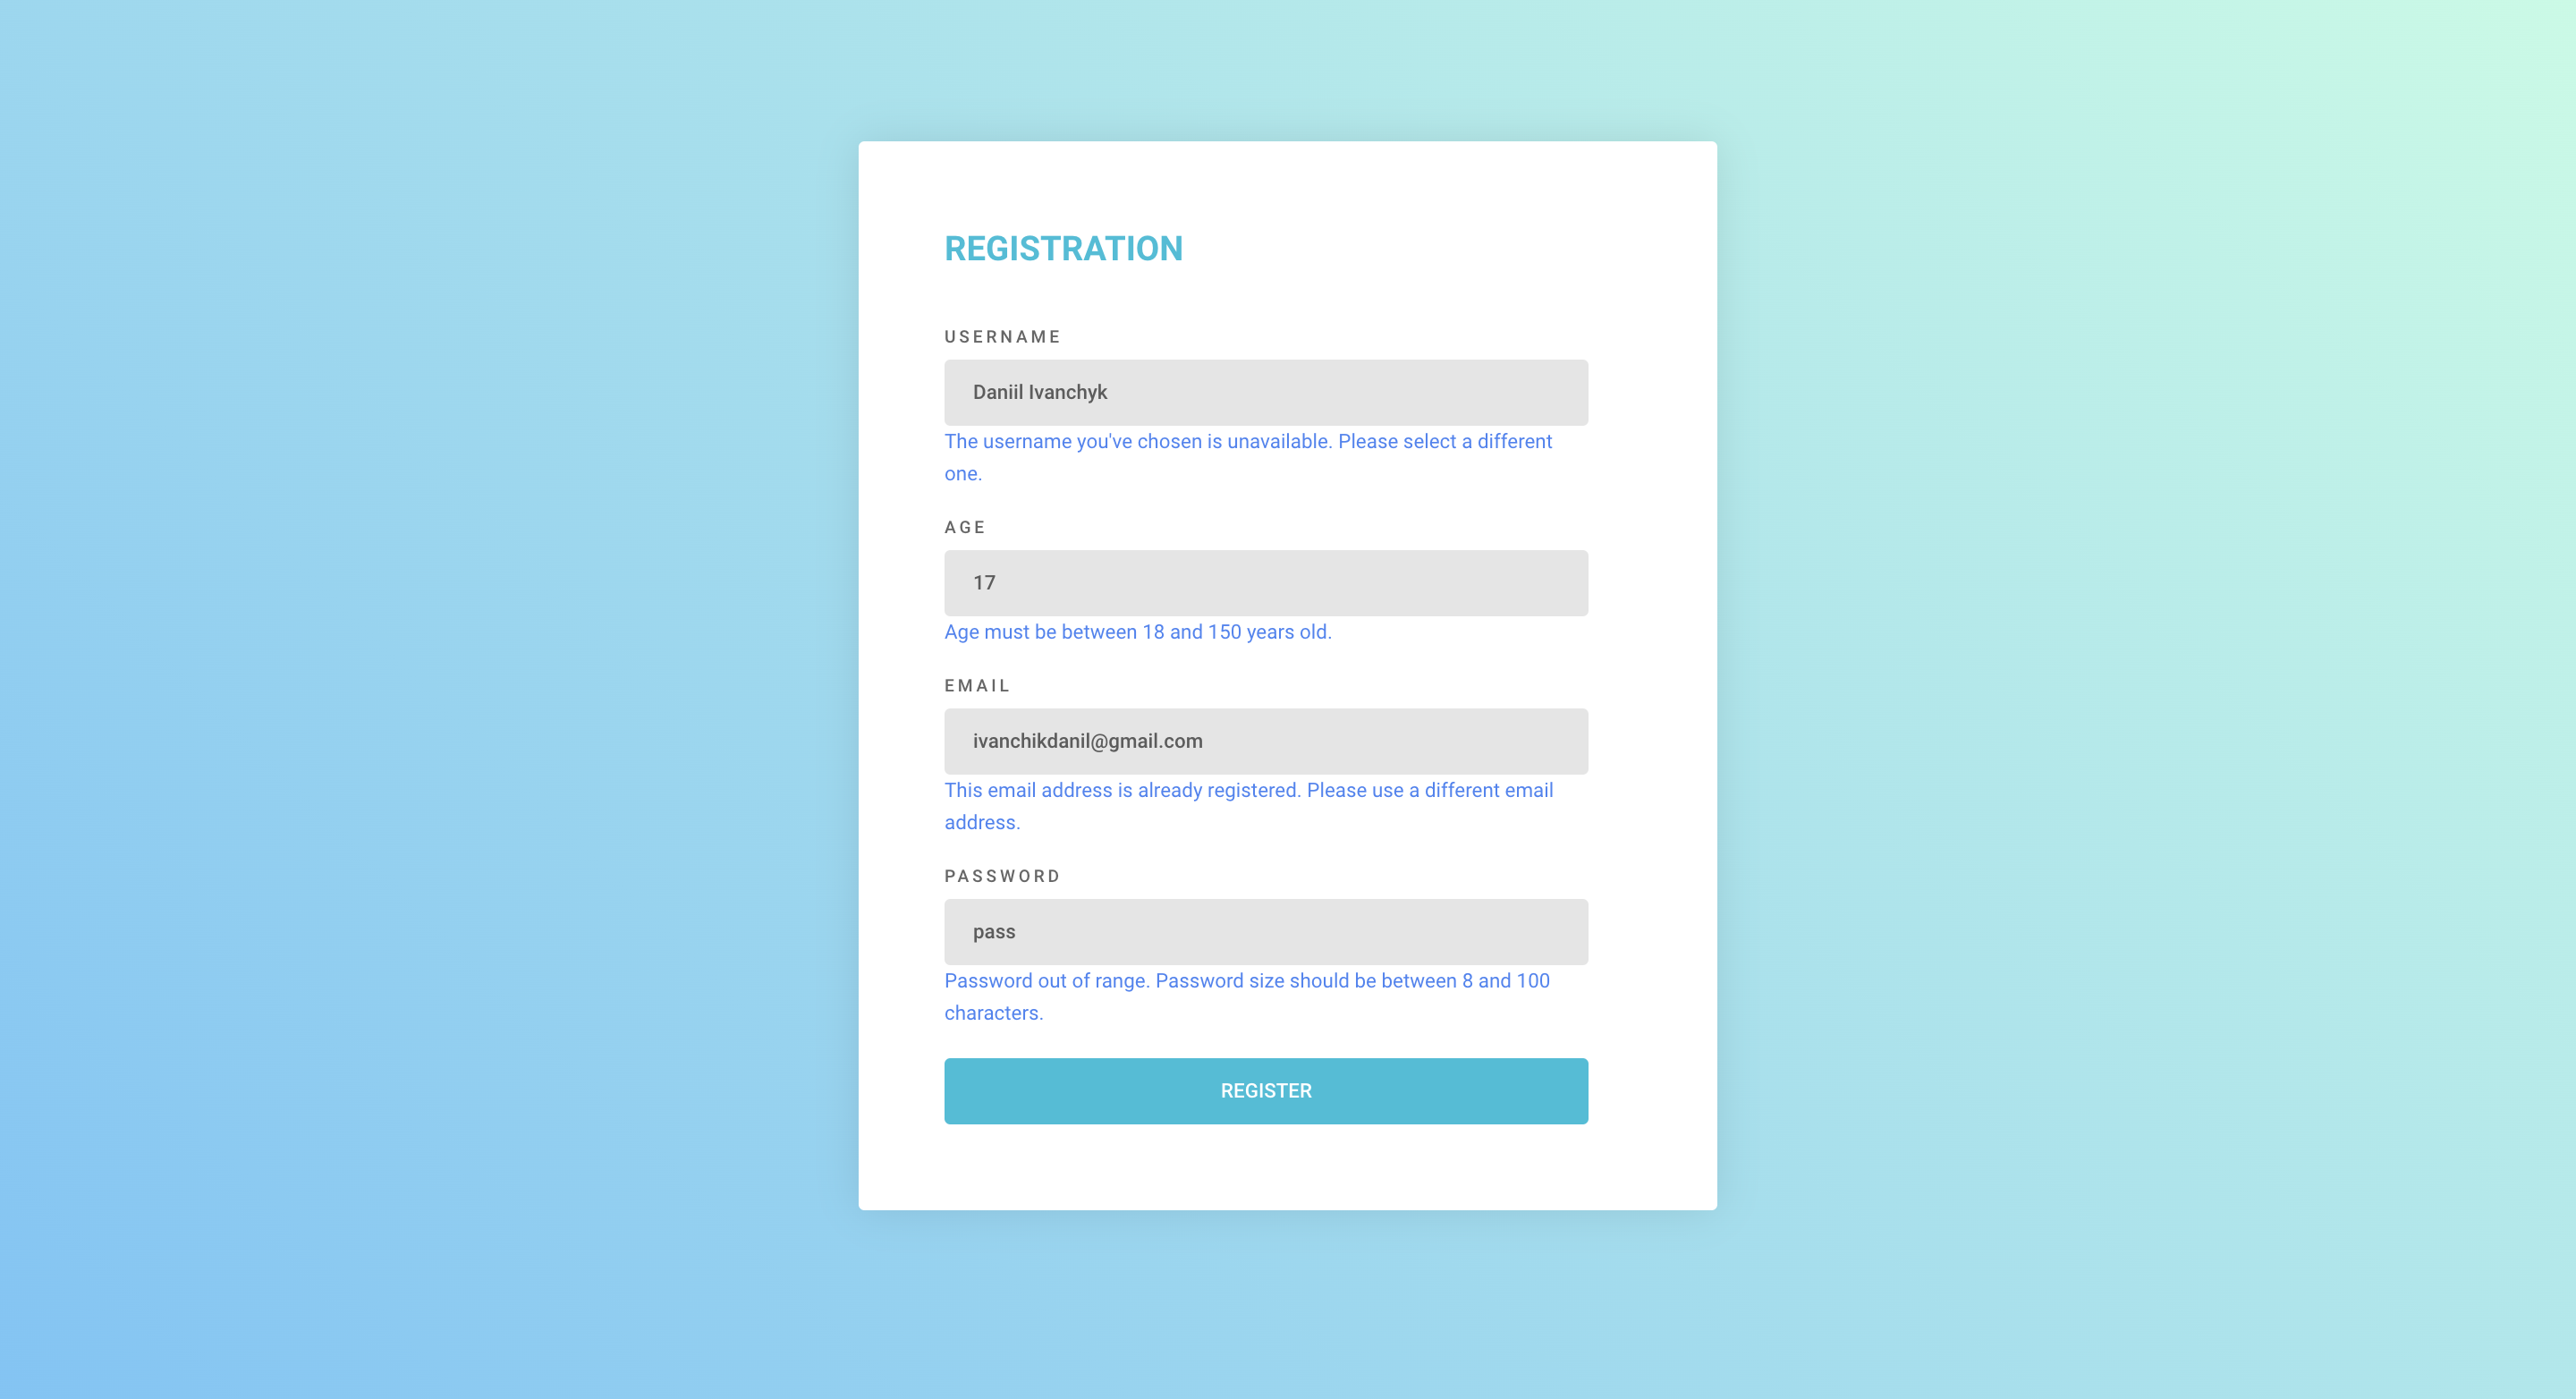 REGISTRATION
USERNAME
Daniil Ivanchyk
The username you've chosen is unavailable. Please select a different
one.
AGE
17
Age must be between 18 and 150 years old.
EMAIL
ivanchikdanil@gmail.com
This email address is already registered. Please use a different email
address.
PASSWORD
pass
Password out of range. Password size should be between 8 and 100
characters.
REGISTER